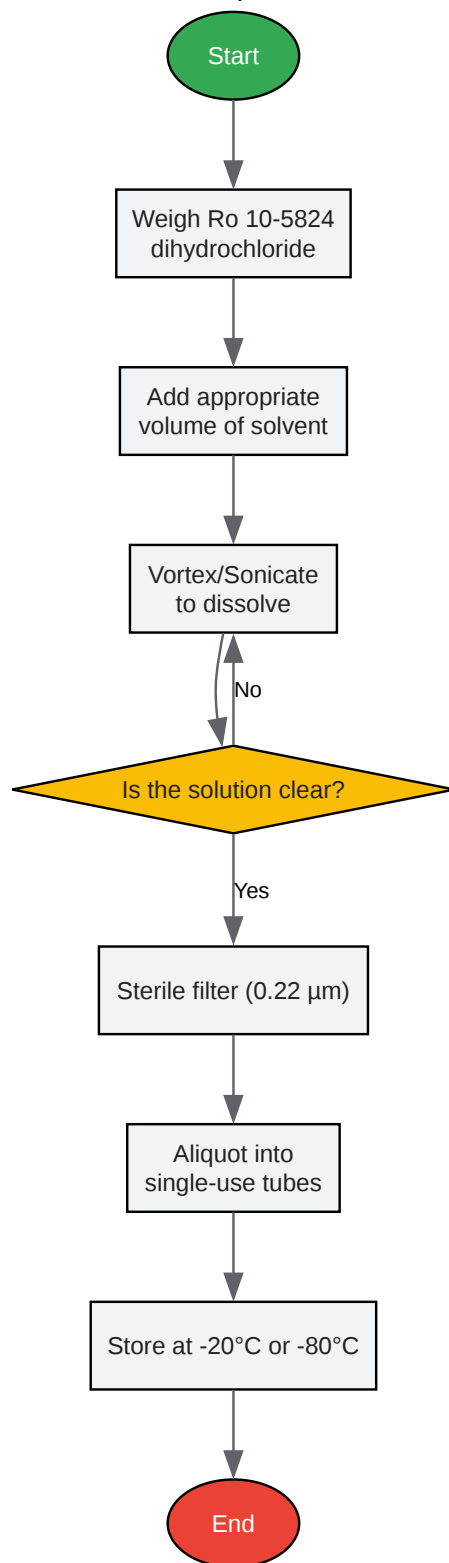 Start
Weigh Ro 10-5824
dihydrochloride
Add appropriate
volume of solvent
Vortex/Sonicate
to dissolve
No
Is the solution clear?
Yes
Sterile filter (0.22 µm)
Aliquot into
single-use tubes
Store at -20°C or -80°C
End